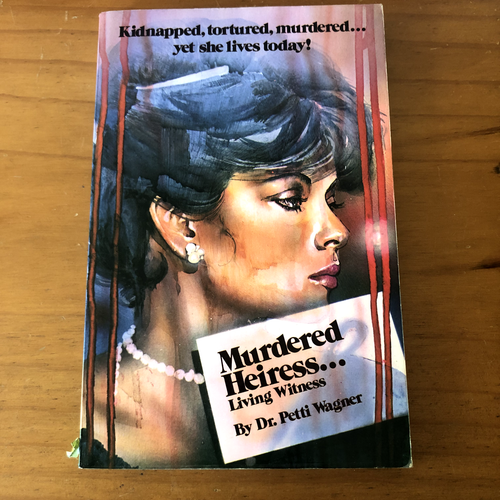 Kidnapped, tortured, murdered...
yet she lives today!
Murdered
Heiress...
Living Witness
By Dr. Petti Wagner